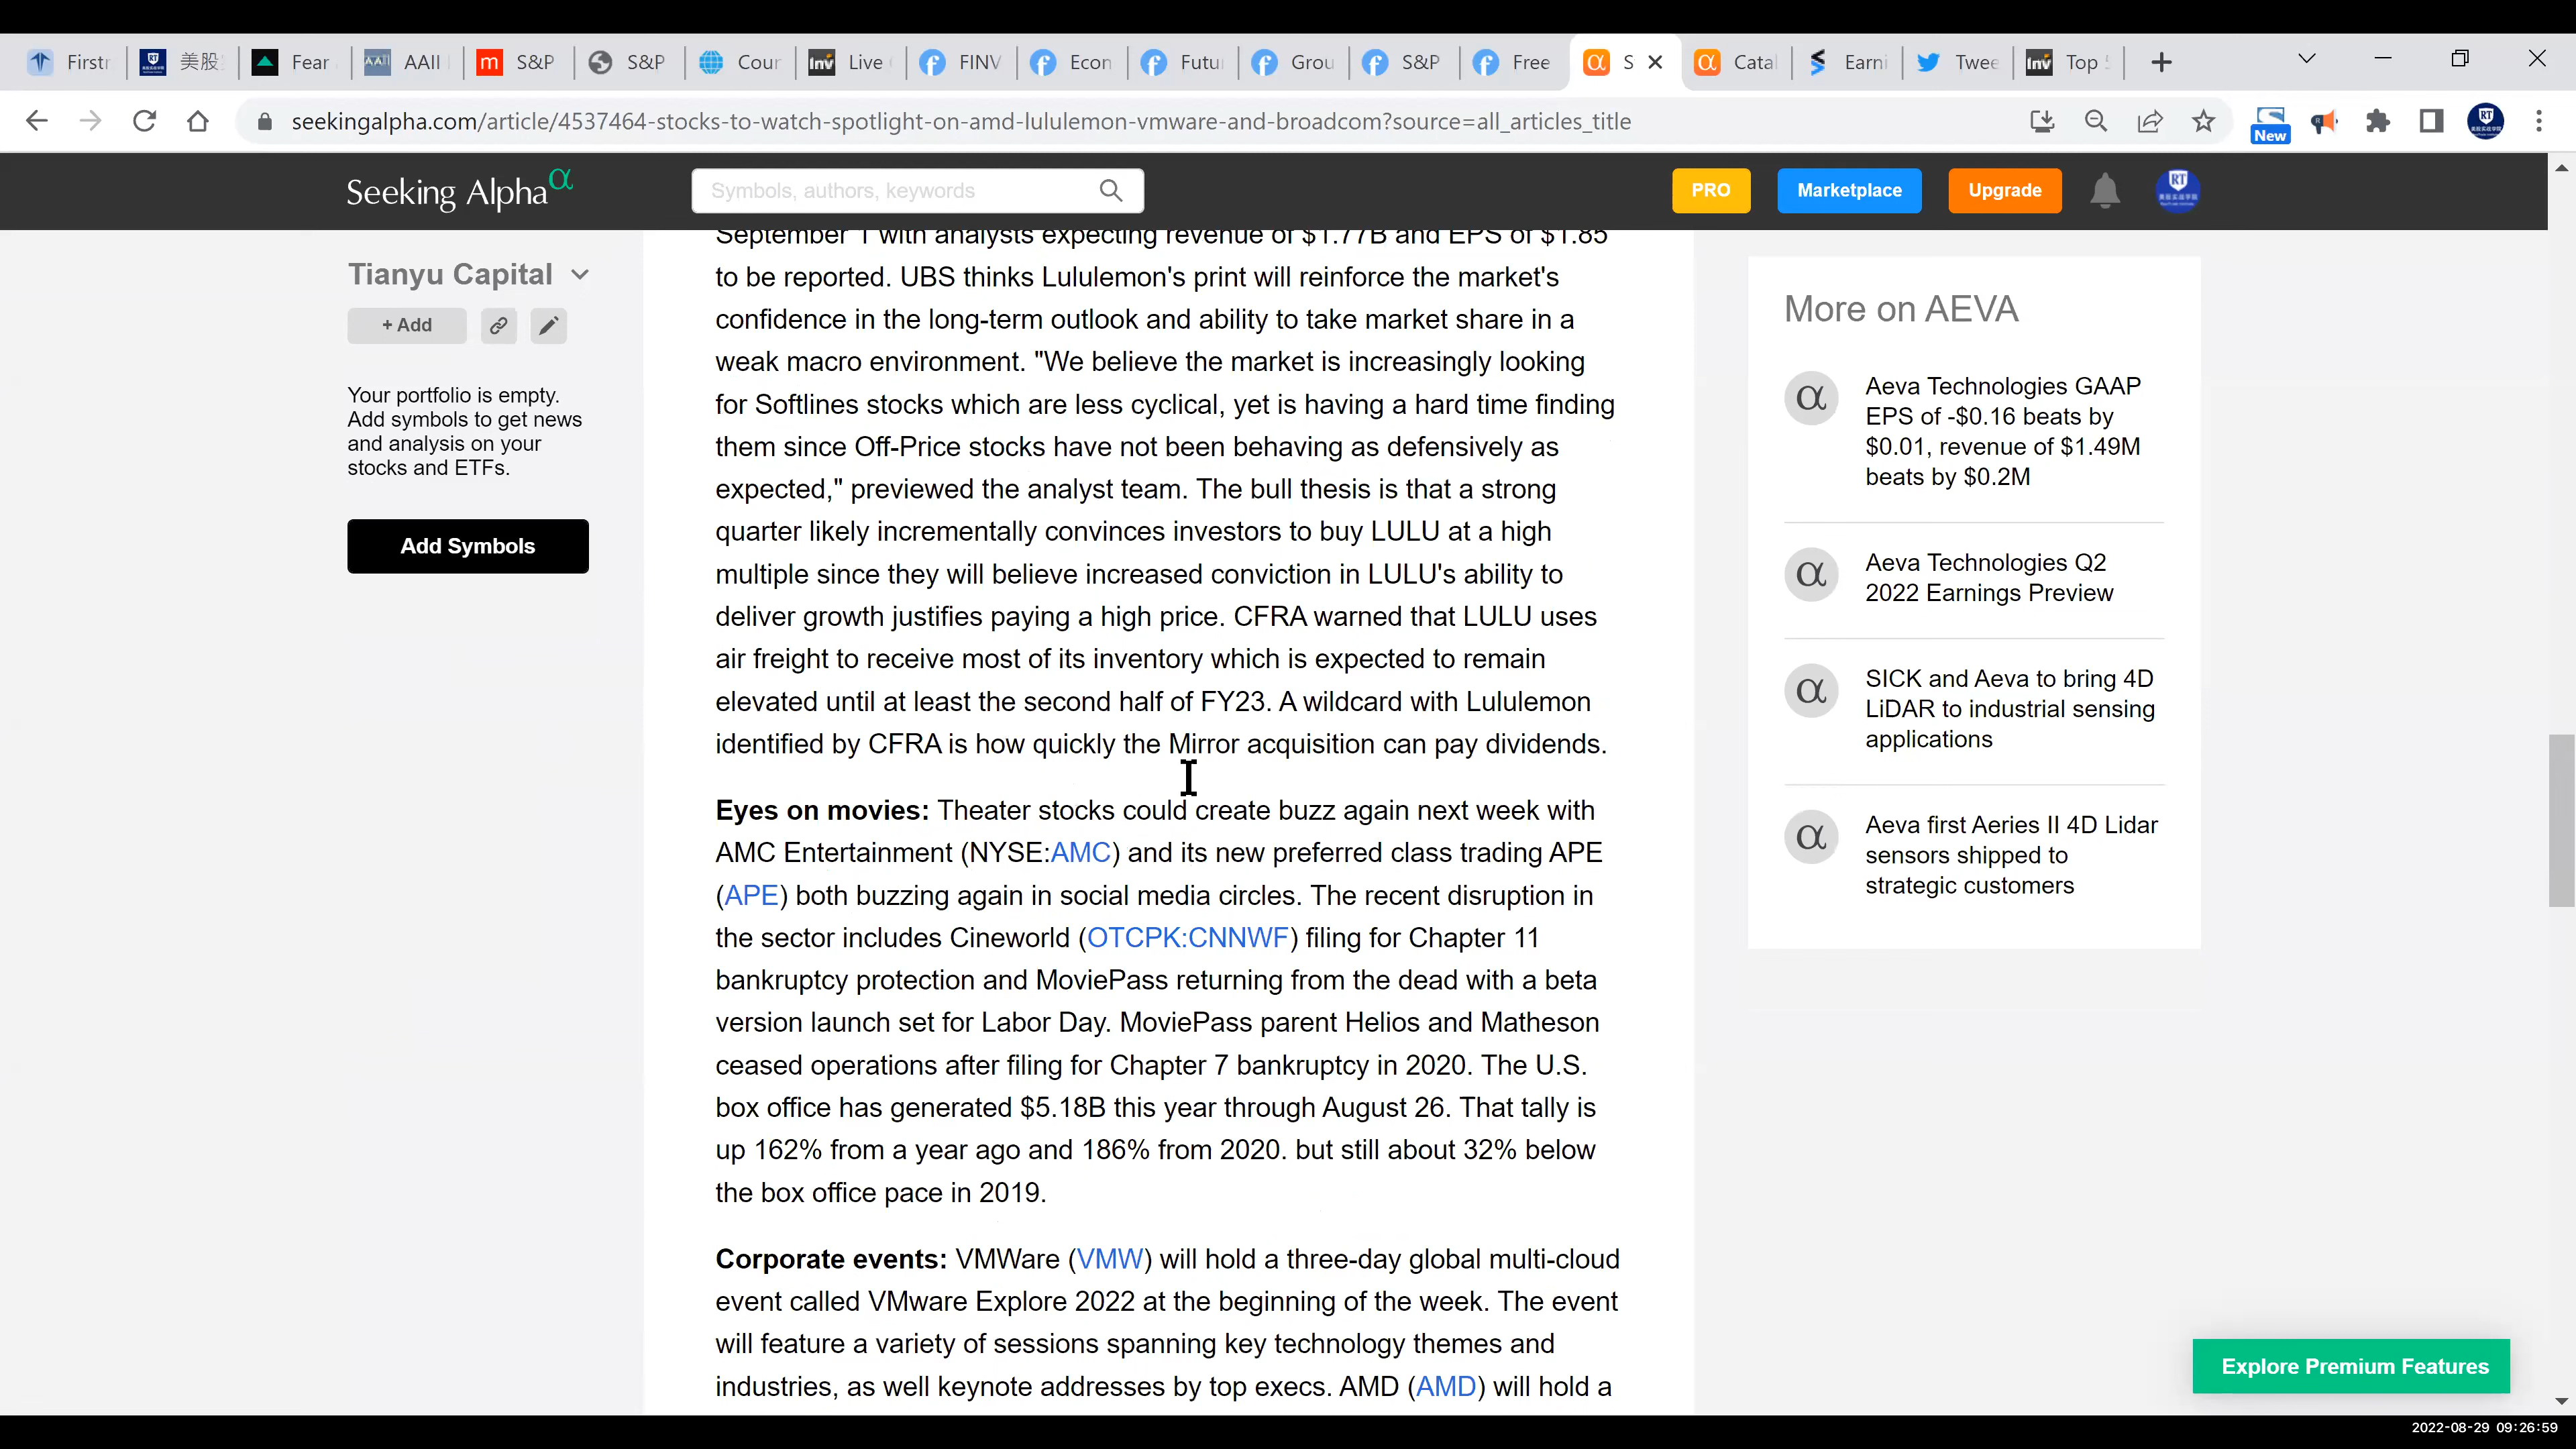 Firstr
美股
Fear
AAII
S&P
S&P
Cour
Live
FINV
Econ
Futu
Grou
S&P
Free
S
Catal
Earni
Twee
Top
seekingalpha.com/article/4537464-stocks-to-watch-spotlight-on-amd-lululemon-vmware-and-broadcom?source=all_articles_title
New
Seeking Alpha α
Symbols, authors, keywords
PRO
Marketplace
Upgrade
Tianyu Capital
+ Add
Your portfolio is empty.
Add symbols to get news
and analysis on your
stocks and ETFs.
Add Symbols
September 1 with analysts expecting revenue of $1.77B and EPS of $1.85
to be reported. UBS thinks Lululemon's print will reinforce the market's
confidence in the long-term outlook and ability to take market share in a
weak macro environment. "We believe the market is increasingly looking
for Softlines stocks which are less cyclical, yet is having a hard time finding
them since Off-Price stocks have not been behaving as defensively as
expected," previewed the analyst team. The bull thesis is that a strong
quarter likely incrementally convinces investors to buy LULU at a high
multiple since they will believe increased conviction in LULU's ability to
deliver growth justifies paying a high price. CFRA warned that LULU uses
air freight to receive most of its inventory which is expected to remain
elevated until at least the second half of FY23. A wildcard with Lululemon
identified by CFRA is how quickly the Mirror acquisition can pay dividends.
Eyes on movies: Theater stocks could create buzz again next week with
AMC Entertainment (NYSE:AMC) and its new preferred class trading APE
(APE) both buzzing again in social media circles. The recent disruption in
the sector includes Cineworld (OTCPK:CNNWF) filing for Chapter 11
bankruptcy protection and MoviePass returning from the dead with a beta
version launch set for Labor Day. MoviePass parent Helios and Matheson
ceased operations after filing for Chapter 7 bankruptcy in 2020. The U.S.
box office has generated $5.18B this year through August 26. That tally is
up 162% from a year ago and 186% from 2020. but still about 32% below
the box office pace in 2019.
Corporate events: VMWare (VMW) will hold a three-day global multi-cloud
event called VMware Explore 2022 at the beginning of the week. The event
will feature a variety of sessions spanning key technology themes and
industries, as well keynote addresses by top execs. AMD (AMD) will hold a
More on AEVA
Aeva Technologies GAAP
EPS of -$0.16 beats by
$0.01, revenue of $1.49M
beats by $0.2M
Aeva Technologies Q2
2022 Earnings Preview
SICK and Aeva to bring 4D
LiDAR to industrial sensing
applications
Aeva first Aeries II 4D Lidar
sensors shipped to
strategic customers
Explore Premium Features
2022-08-29 09:26:59